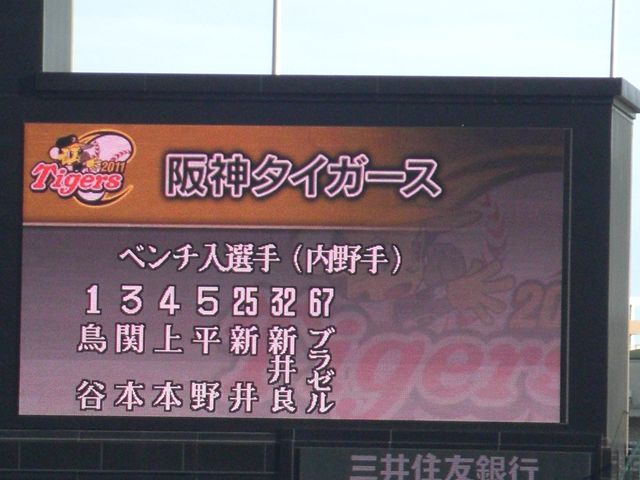 2011
Tigers
阪神タイガース
ベンチ入選手（内野手）
1 3 4 5 25 32 67
鳥谷
関本
上本
平野
新井
新井良
ブラゼル
三井住友銀行